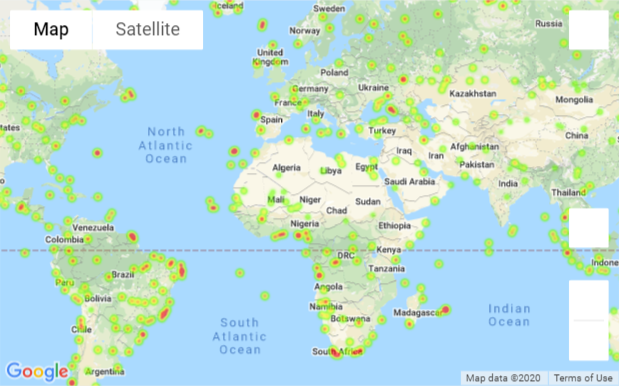 Iceland
Sweden
Map
Satellite
Norway
Russia
United
Kingdom
Poland
Germany
Ukraine
Kazakhstan
France
Mongolia
Italy
tates
Spain
Turkey
North
Atlantic
Ocean
China
Iraq
Iran
Afghanistan
Pakistan
Algeria
Libya
Egypt
Saudi Arabia
India
Thailand
Mali
Niger
Chad
Sudan
Nigeria
Ethiopia
Venezuela
Colombia
Kenya
DRC
Indone
Tanzania
Brazil
Peru
Angola
Bolivia
Namibia
Botswana
Madagascar
Indian
Ocean
Chile
South
Atlantic
Ocean
South Africa
Argentina
Google
Map data ©2020
Terms of Use